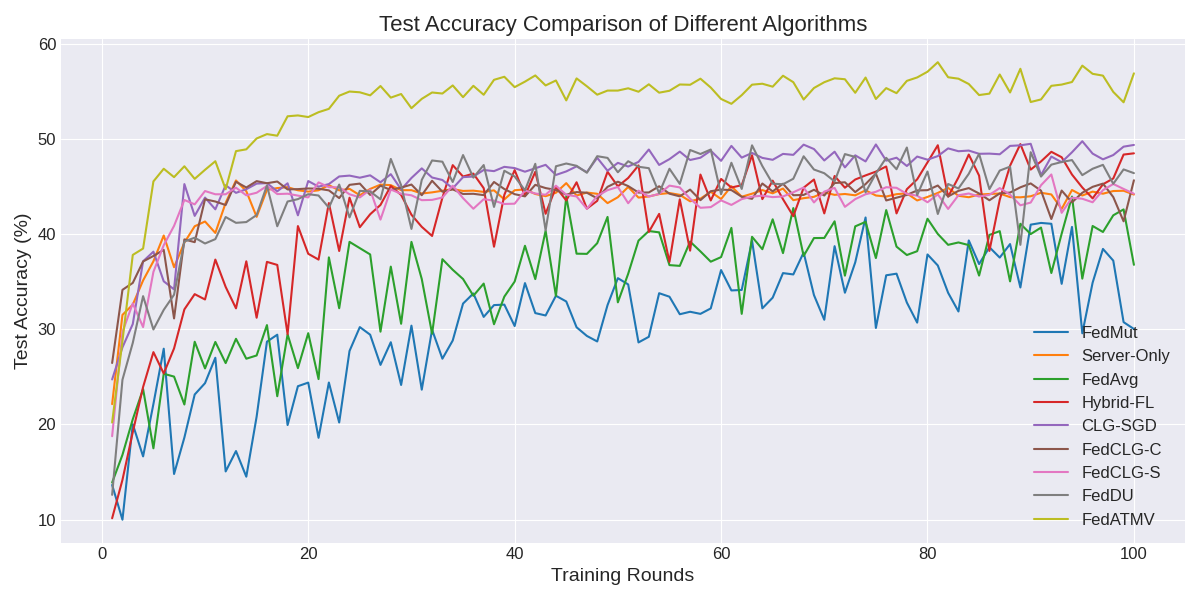 Test Accuracy Comparison of Different Algorithms
Test Accuracy (%)
60
50
40
30
20
10
0
20
40
60
80
100
Training Rounds
FedMut
Server-Only
FedAvg
Hybrid-FL
CLG-SGD
FedCLG-C
FedCLG-S
FedDU
FedATMV